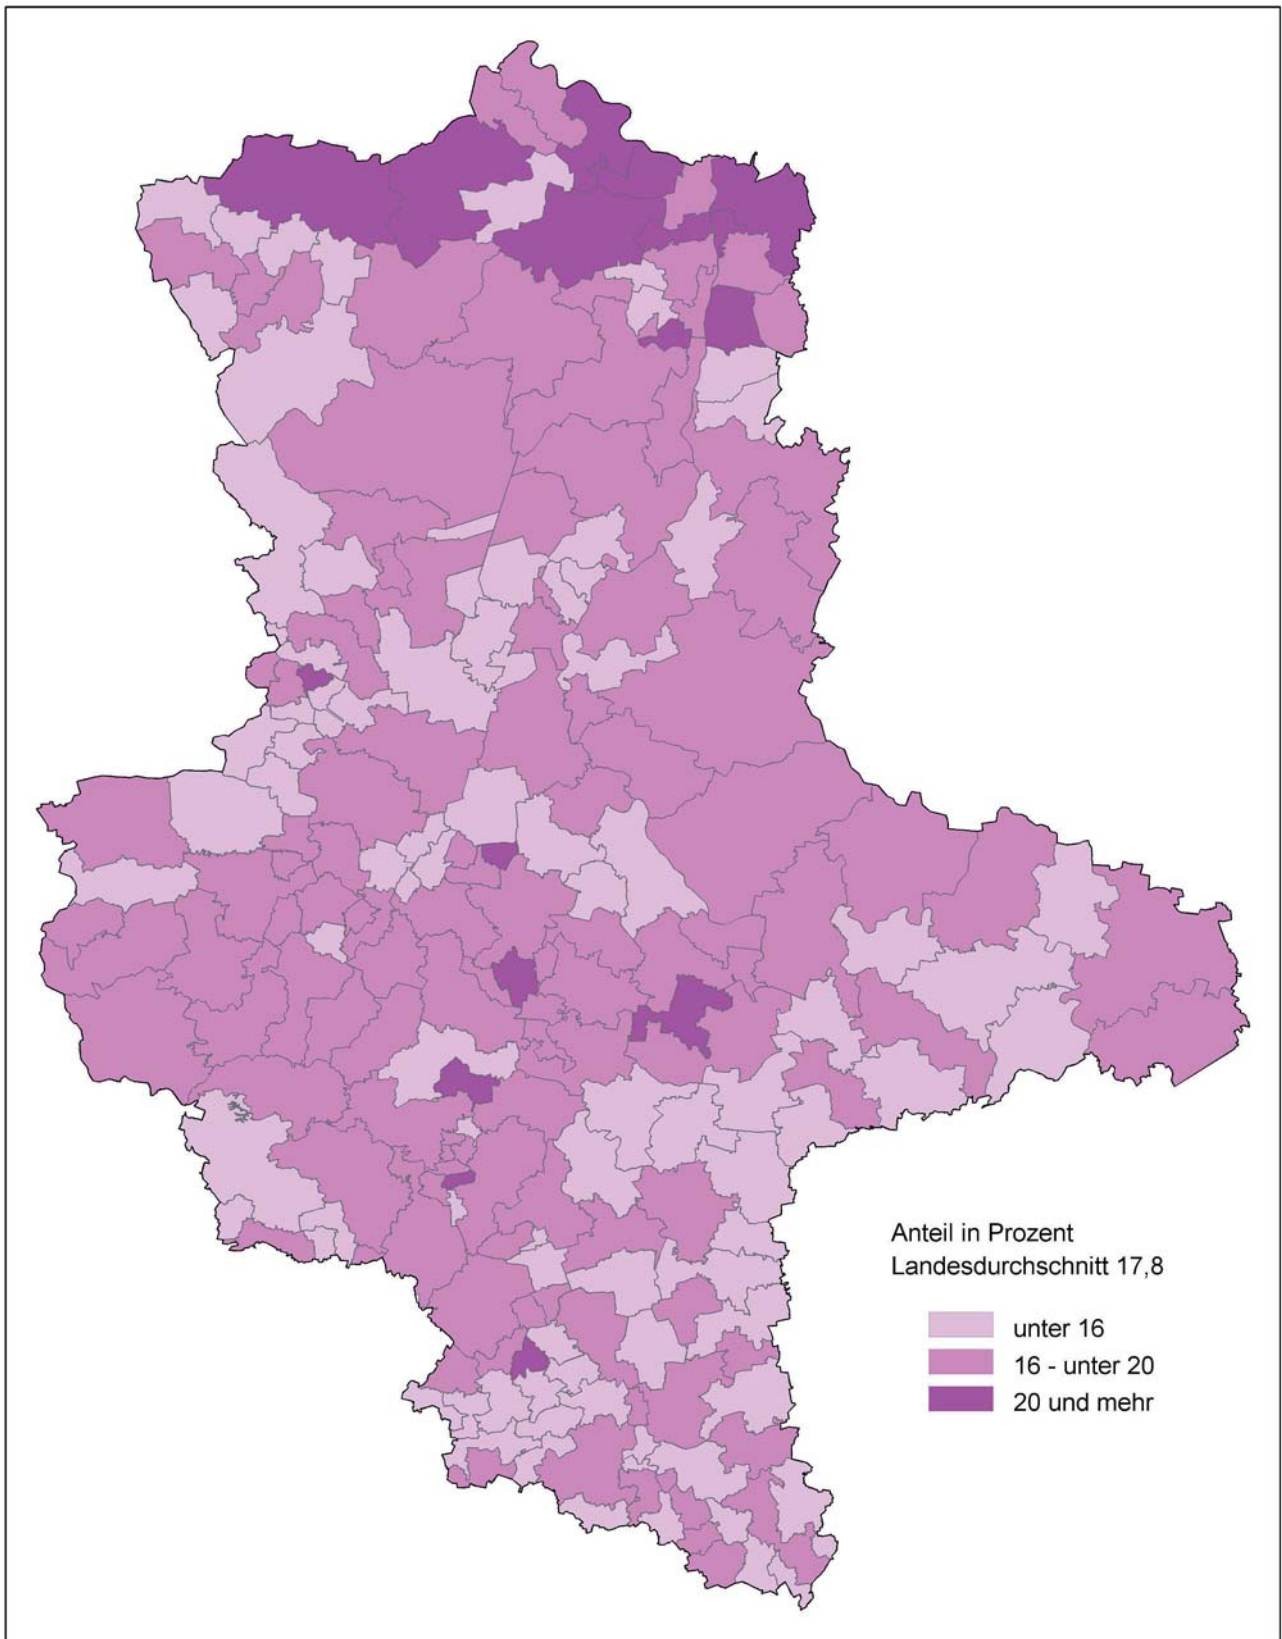 Anteil in Prozent
Landesdurchschnitt 17,8
unter 16
16 - unter 20
20 und mehr